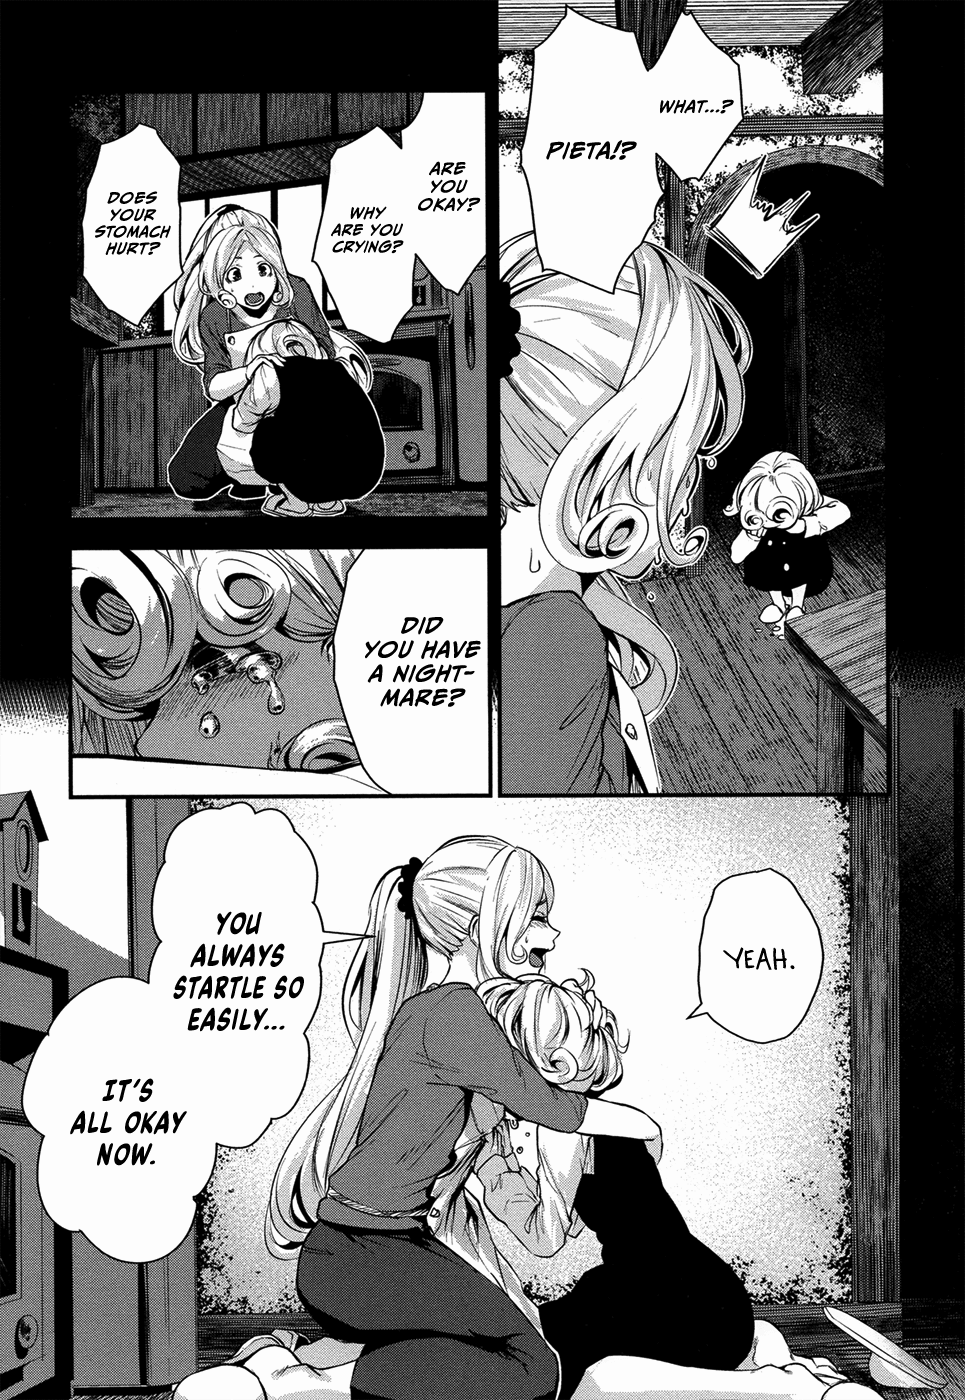 WHAT...?
PIETA!?
ARE
YOU
OKAY?
WHY
ARE YOU
CRYING?
DOES
YOUR
STOMACH
HURT?
DID
YOU HAVE
A NIGHT-
MARE?
YOU
ALWAYS
STARTLE SO
EASILY...
IT'S
ALL OKAY
NOW.
YEAH.